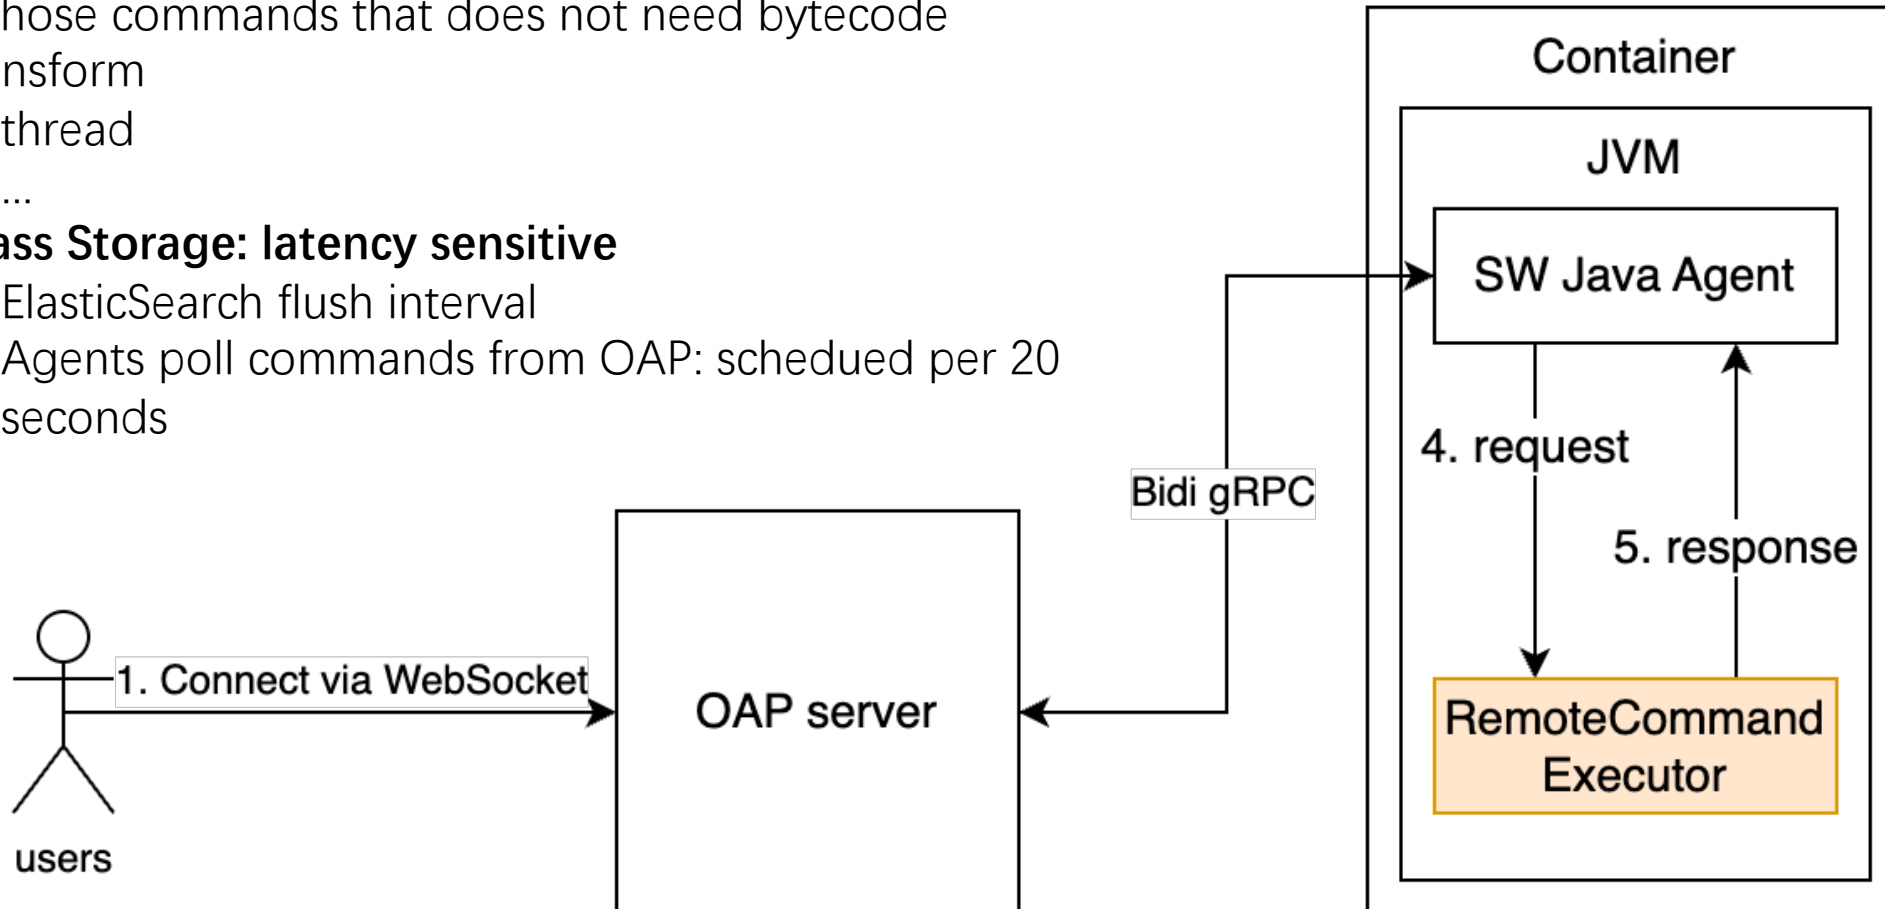 hose commands that does not need bytecode
nsform
thread
...
ass Storage: latency sensitive
ElasticSearch flush interval
Agents poll commands from OAP: schedued per 20
seconds
Container
JVM
SW Java Agent
4. request
Bidi gRPC
5. response
1. Connect via WebSocket
OAP server
RemoteCommand
Executor
users